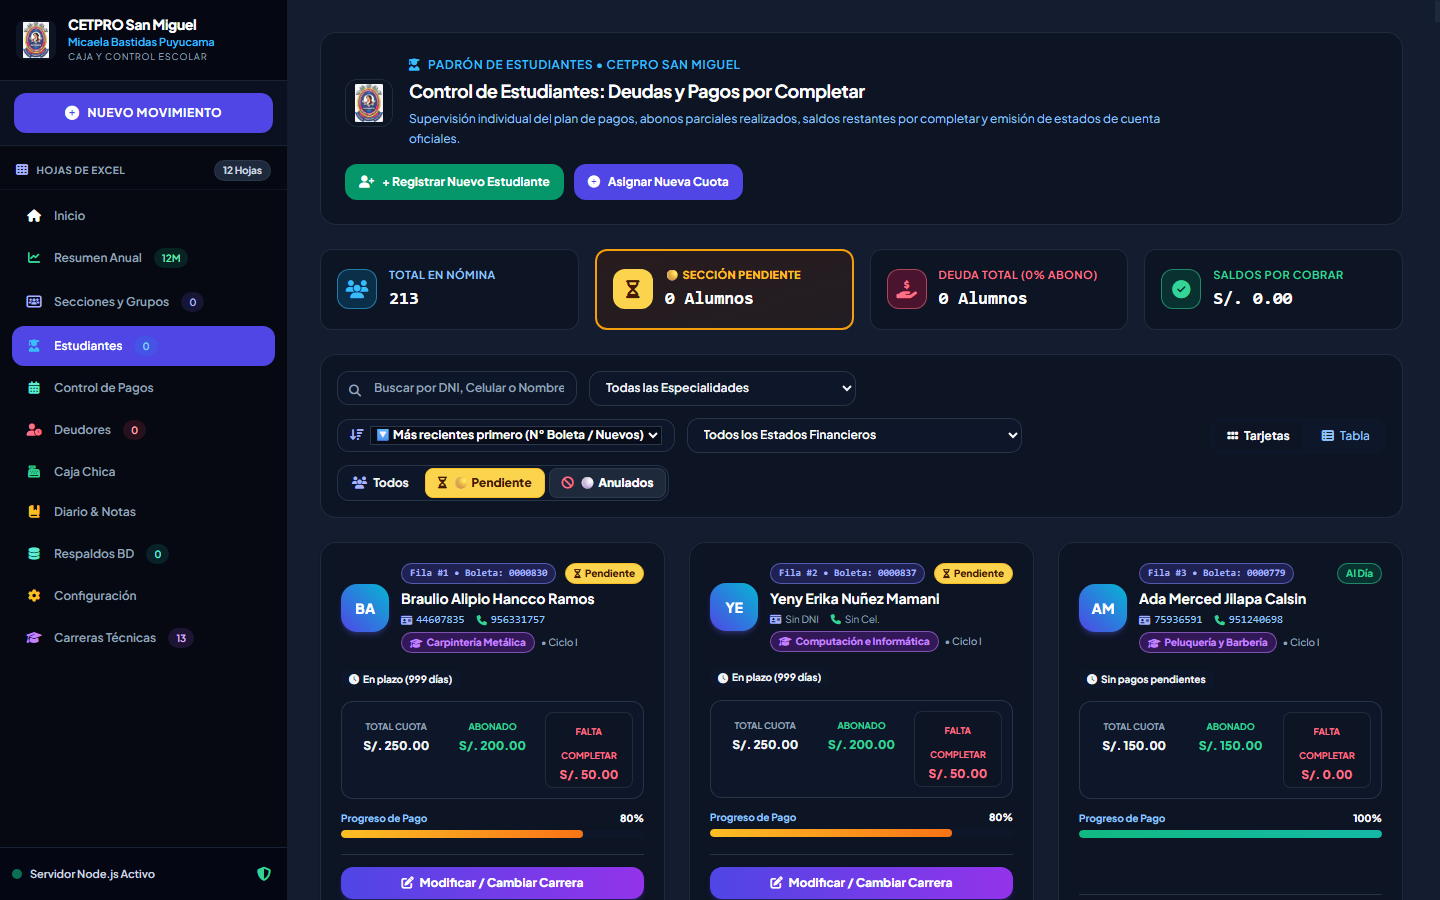 CETPRO San Miguel
Micaela Bastidas Puyucama
CAJA Y CONTROL ESCOLAR
NUEVO MOVIMIENTO
HOJAS DE EXCEL
12 Hojas
Inicio
Resumen Anual 12M
Secciones y Grupos 0
Estudiantes 0
Control de Pagos
Deudores 0
Caja Chica
Diario & Notas
Respaldos BD 0
Configuración
Carreras Técnicas 13
Servidor Node.js Activo
PADRÓN DE ESTUDIANTES • CETPRO SAN MIGUEL
Control de Estudiantes: Deudas y Pagos por Completar
Supervisión individual del plan de pagos, abonos parciales realizados, saldos restantes por completar y emisión de estados de cuenta
oficiales.
+ Registrar Nuevo Estudiante
Asignar Nueva Cuota
TOTAL EN NÓMINA
213
SECCIÓN PENDIENTE
0 Alumnos
DEUDA TOTAL (0% ABONO)
0 Alumnos
SALDOS POR COBRAR
S/. 0.00
Buscar por DNI, Celular o Nombre
Todas las Especialidades
Más recientes primero (N° Boleta / Nuevos)
Todos los Estados Financieros
Tarjetas
Tabla
Todos
Pendiente
Anulados
Fila #1 • Boleta: 0000830
Pendiente
BA
Braulio Alipio Hancco Ramos
44607835 956331757
Carpintería Metálica • Ciclo I
En plazo (999 días)
TOTAL CUOTA
S/. 250.00
ABONADO
S/. 200.00
FALTA
COMPLETAR
S/. 50.00
Progreso de Pago 80%
Modificar / Cambiar Carrera
Fila #2 • Boleta: 0000837
Pendiente
YE
Yeny Erika Nuñez Mamani
Sin DNI Sin Cel.
Computación e Informática • Ciclo I
En plazo (999 días)
TOTAL CUOTA
S/. 250.00
ABONADO
S/. 200.00
FALTA
COMPLETAR
S/. 50.00
Progreso de Pago 80%
Modificar / Cambiar Carrera
Fila #3 • Boleta: 0000779
Al Día
AM
Ada Merced Jilapa Calsin
75936591 951240698
Peluquería y Barbería • Ciclo I
Sin pagos pendientes
TOTAL CUOTA
S/. 150.00
ABONADO
S/. 150.00
FALTA
COMPLETAR
S/. 0.00
Progreso de Pago 100%